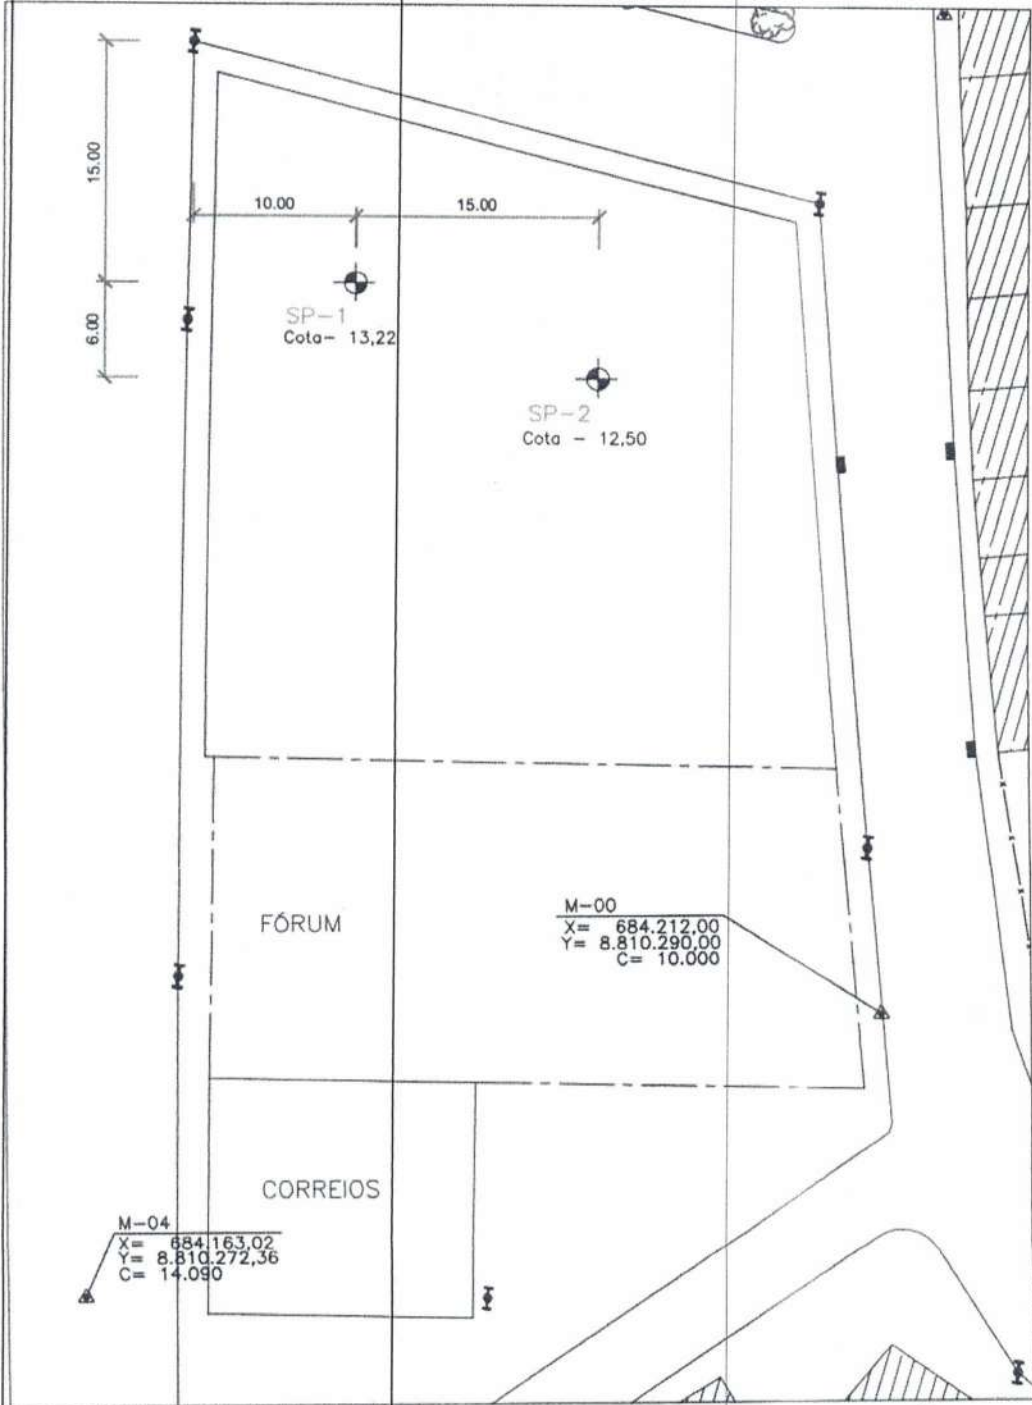 15.00
10.00
15.00
6.00
SP-1
Cota- 13,22
SP-2
Cota - 12,50
FÓRUM
M-00
X= 684.212,00
Y= 8.810.290,00
C= 10.000
CORREIOS
M-04
X= 684.163,02
Y= 8.810.272,36
C= 14.090